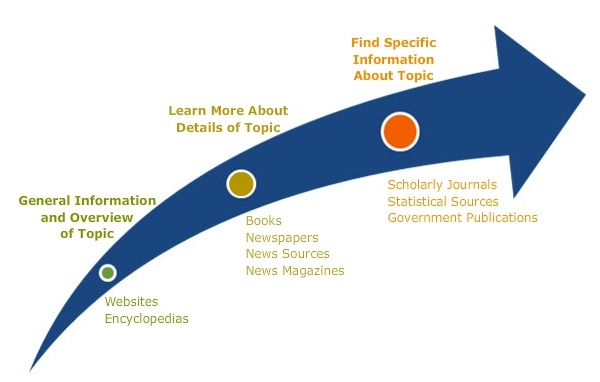 Find Specific
Information
About Topic
Learn More About
Details of Topic
General Information
and Overview
of Topic
Scholarly Journals
Statistical Sources
Government Publications
Books
Newspapers
News Sources
News Magazines
Websites
Encyclopedias